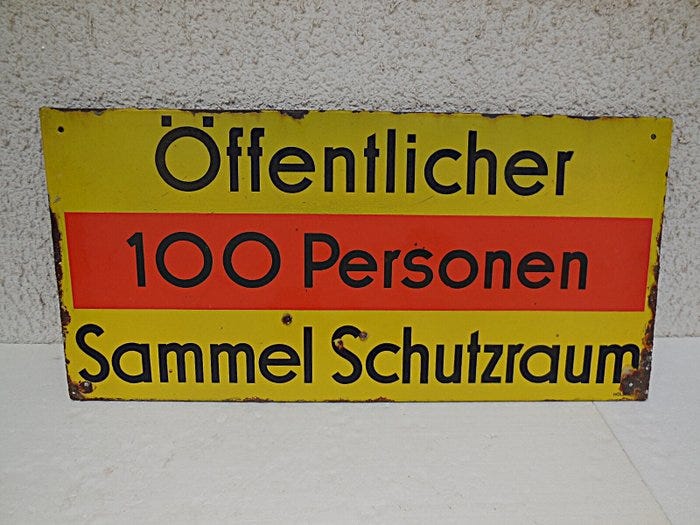 Öffentlicher
100 Personen
Sammel Schutzraum